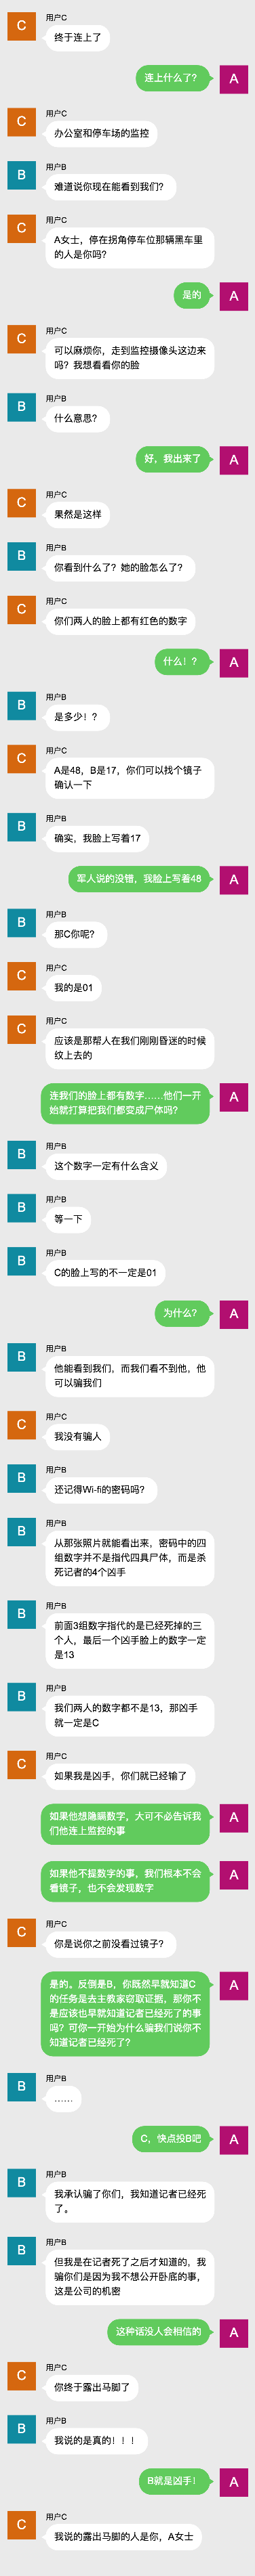 用户C
C
终于连上了
连上什么了?
A
用户C
C
办公室和停车场的监控
用户B
B
难道说你现在能看到我们?
用户C
C
A女士，停在拐角停车位那辆黑车里
的人是你吗?
是的
A
用户C
C
可以麻烦你，走到监控摄像头这边来
吗？我想看看你的脸
用户B
B
什么意思?
好，我出来了
A
用户C
C
果然是这样
用户B
B
你看到什么了？她的脸怎么了?
用户C
C
你们两人的脸上都有红色的数字
什么！?
A
用户B
B
是多少！?
用户C
C
A是48，B是17，你们可以找个镜子
确认一下
用户B
B
确实，我脸上写着17
军人说的没错，我脸上写着48
A
用户B
B
那C你呢?
用户C
C
我的是01
用户C
C
应该是那帮人在我们刚刚昏迷的时候
纹上去的
连我们的脸上都有数字……他们一开
始就打算把我们都变成尸体吗?
A
用户B
B
这个数字一定有什么含义
用户B
B
等一下
用户B
B
C的脸上写的不一定是01
为什么?
A
用户B
B
他能看到我们，而我们看不到他，他
可以骗我们
用户C
C
我没有骗人
用户B
B
还记得Wi-fi的密码吗?
用户B
B
从那张照片就能看出来，密码中的四
组数字并不是指代四具尸体，而是杀
死记者的4个凶手
用户B
B
前面3组数字指代的是已经死掉的三
个人，最后一个凶手脸上的数字一定
是13
用户B
B
我们两人的数字都不是13，那凶手
就一定是C
用户C
C
如果我是凶手，你们就已经输了
如果他想隐瞒数字，大可不必告诉我
们他连上监控的事
A
如果他不提数字的事，我们根本不会
看镜子，也不会发现数字
A
用户C
C
你是说你之前没看过镜子?
是的。反倒是B，你既然早就知道C
的任务是去主教家窃取证据，那你不
是应该也早就知道记者已经死了的事
吗？可你一开始为什么骗我们说你不
知道记者已经死了?
A
用户B
B
……
C，快点投B吧
A
用户B
B
我承认骗了你们，我知道记者已经死
了。
用户B
B
但我是在记者死了之后才知道的，我
骗你们是因为我不想公开卧底的事，
这是公司的机密
这种话没人会相信的
A
用户C
C
你终于露出马脚了
用户B
B
我说的是真的！！！
B就是凶手！
A
用户C
C
我说的露出马脚的人是你，A女士